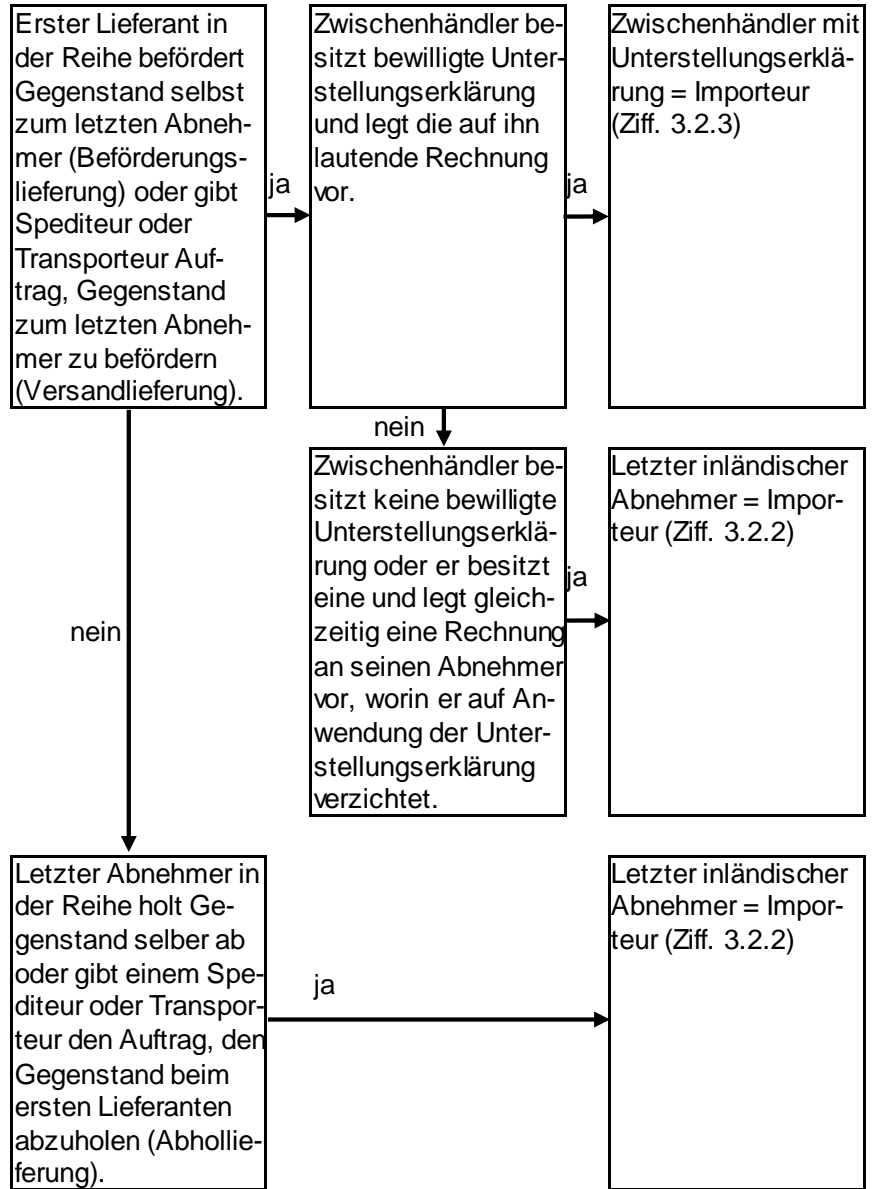 Erster Lieferant in
der Reihe befördert
Gegenstand selbst
zum letzten Abneh-
mer (Beförderungs-
lieferung) oder gibt
Spediteur oder
Transporteur Auf-
trag, Gegenstand
zum letzten Abneh-
mer zu befördern
(Versandlieferung).
ja
Zwischenhändler be-
sitzt bewilligte Unter-
stellungserklärung
und legt die auf ihn
lautende Rechnung
vor.
ja
Zwischenhändler mit
Unterstellungserklä-
rung = Importeur
(Ziff. 3.2.3)
nein
Zwischenhändler be-
sitzt keine bewilligte
Unterstellungserklä-
rung oder er besitzt
eine und legt gleich-
zeitig eine Rechnung
an seinen Abnehmer
vor, worin er auf An-
wendung der Unter-
stellungserklärung
verzichtet.
ja
Letzter inländischer
Abnehmer = Impor-
teur (Ziff. 3.2.2)
nein
Letzter Abnehmer in
der Reihe holt Ge-
genstand selber ab
oder gibt einem Spe-
diteur oder Transpor-
teur den Auftrag, den
Gegenstand beim
ersten Lieferanten
abzuholen (Abhollie-
ferung).
ja
Letzter inländischer
Abnehmer = Impor-
teur (Ziff. 3.2.2)